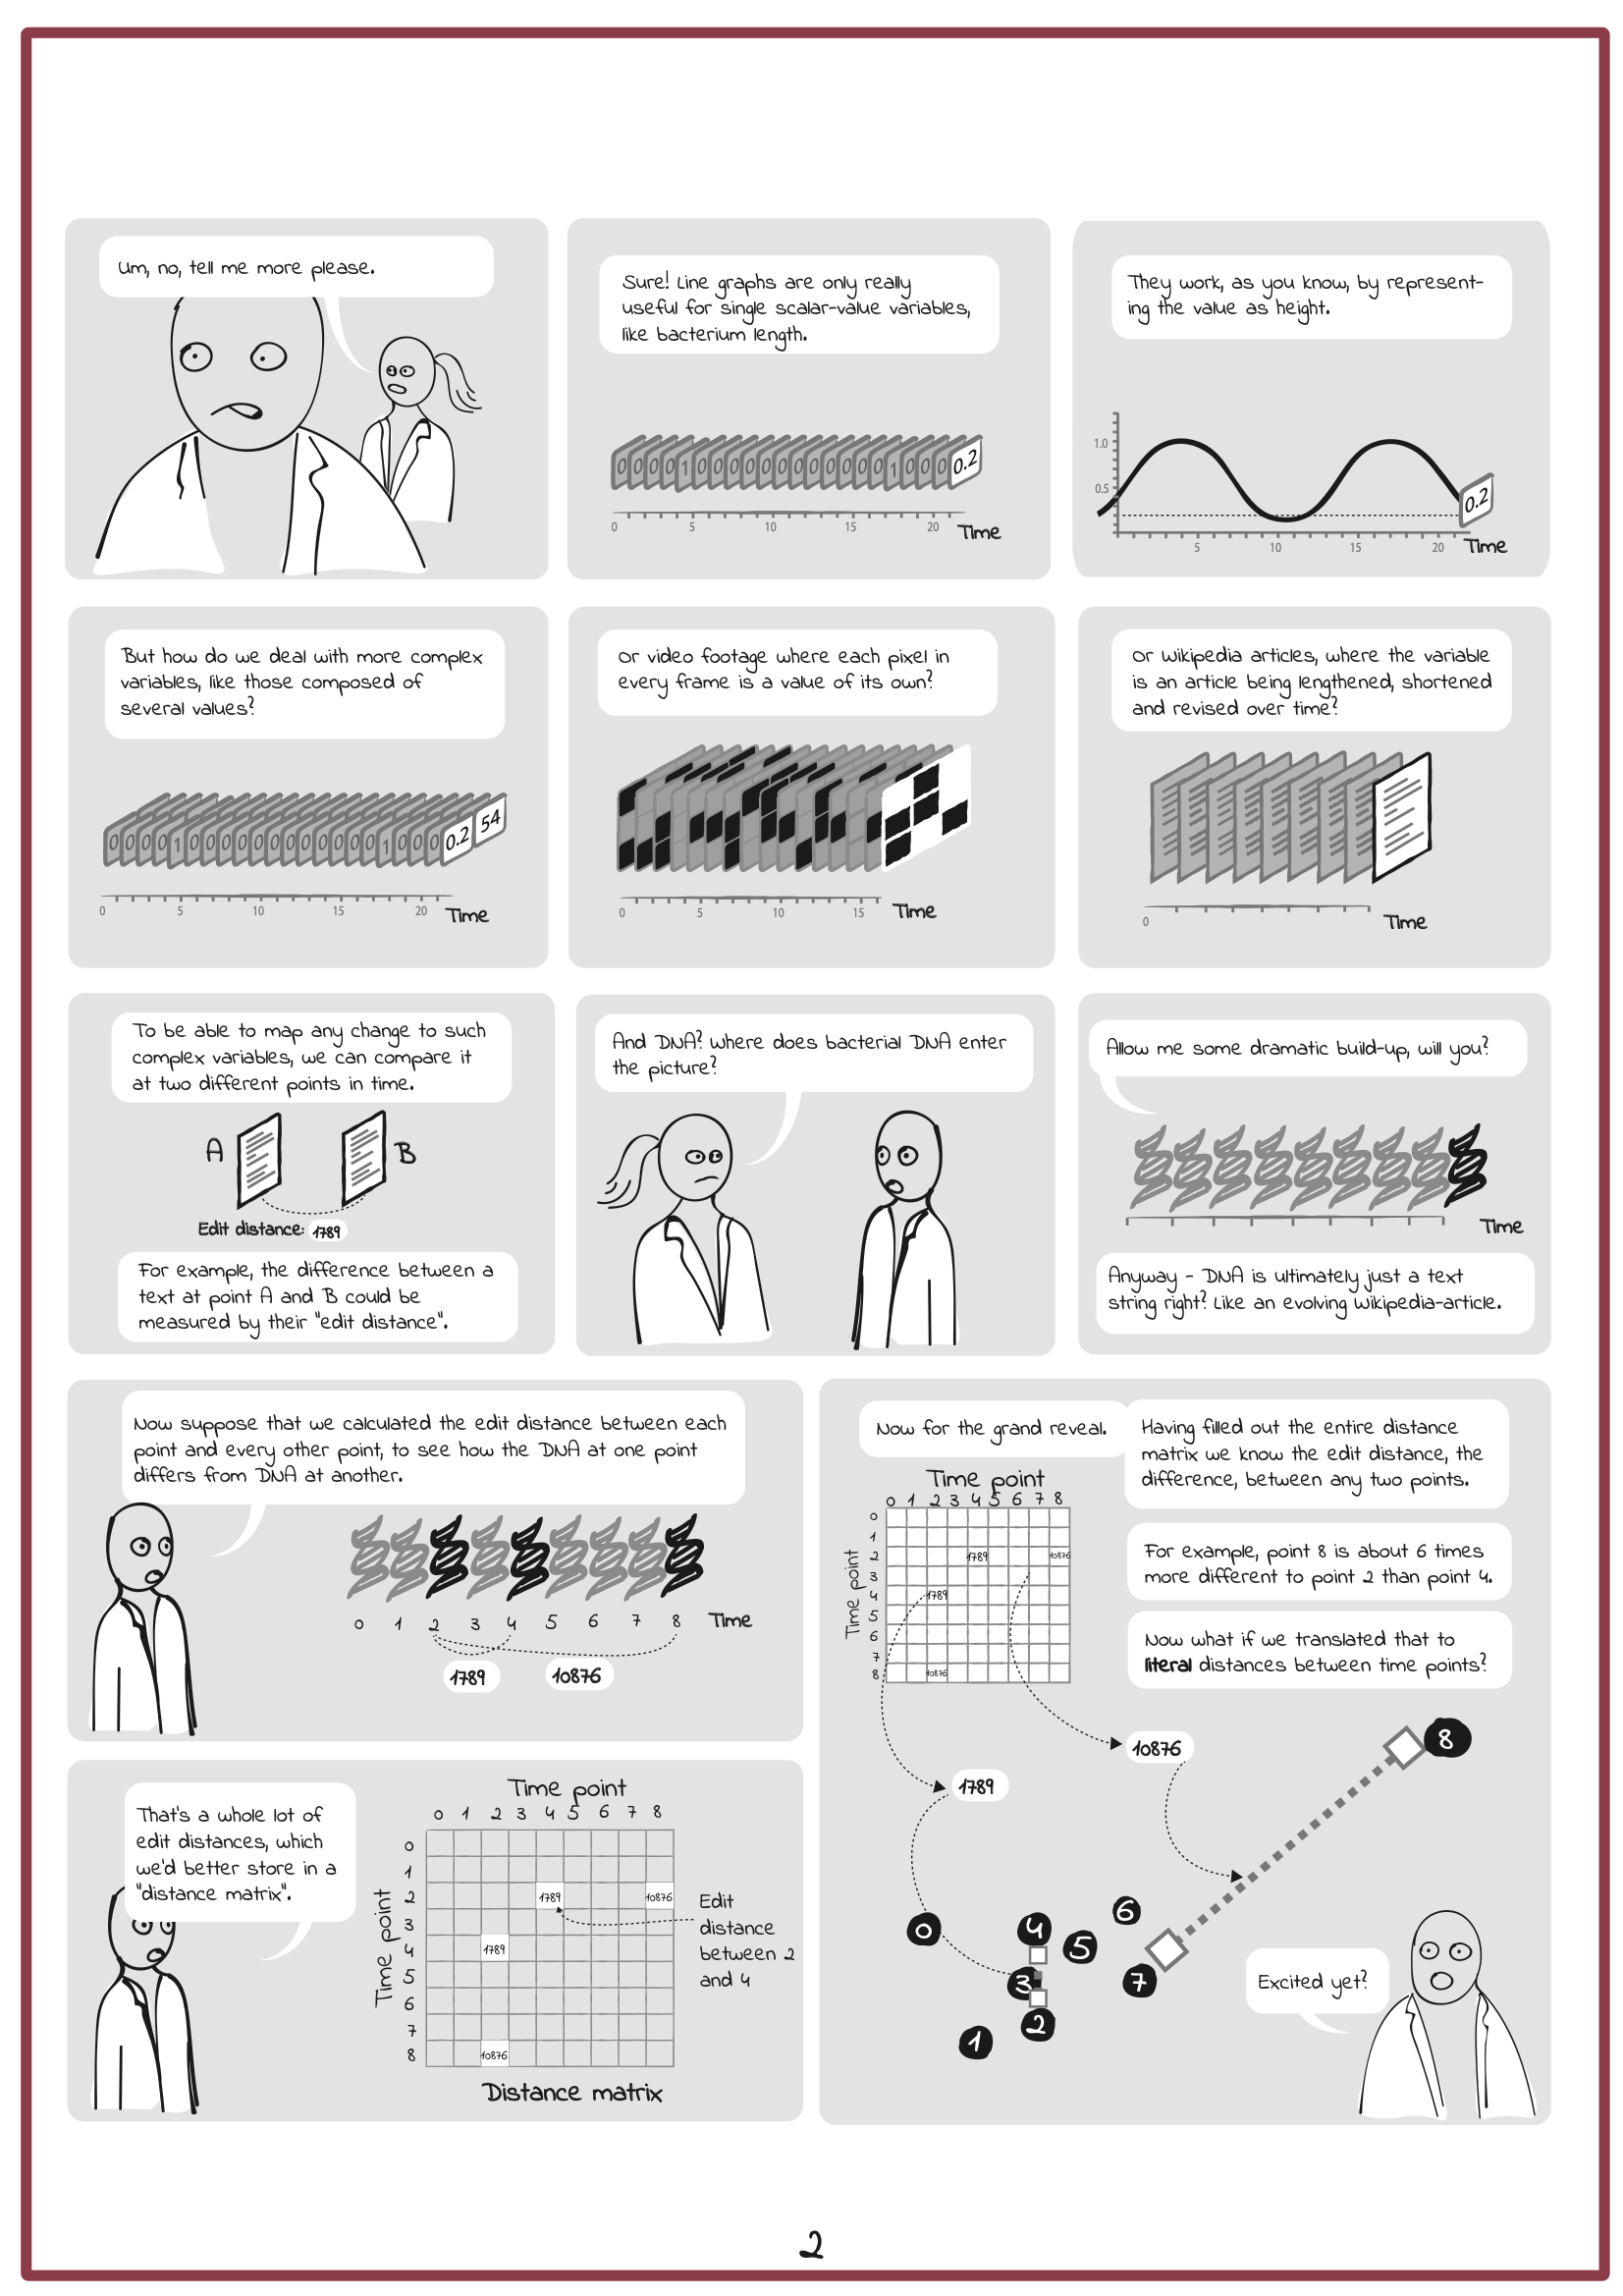 Um, no, tell me more please.
Sure! Line graphs are only really
useful for single scalar-value variables,
like bacterium length.
0 0 0 0 1 0 0 0 0 0 0 0 0 0 0 0 0 1 0 0 0 0.2
0 5 10 15 20
Time
They work, as you know, by represent-
ing the value as height.
1.0
0.5
0.2
5 10 15 20
Time
But how do we deal with more complex
variables, like those composed of
several values?
0 0 0 0 1 0 0 0 0 0 0 0 0 0 0 0 0 1 0 0 0 0.2 54
0 5 10 15 20
Time
Or video footage where each pixel in
every frame is a value of its own?
0 5 10 15
Time
Or Wikipedia articles, where the variable
is an article being lengthened, shortened
and revised over time?
0
Time
To be able to map any change to such
complex variables, we can compare it
at two different points in time.
A B
Edit distance: 1789
For example, the difference between a
text at point A and B could be
measured by their "edit distance".
And DNA? Where does bacterial DNA enter
the picture?
Allow me some dramatic build-up, will you?
Time
Anyway - DNA is ultimately just a text
string right? Like an evolving Wikipedia-article.
Now suppose that we calculated the edit distance between each
point and every other point, to see how the DNA at one point
differs from DNA at another.
0 1 2 3 4 5 6 7 8 Time
1789 10876
That's a whole lot of
edit distances, which
we'd better store in a
"distance matrix".
Time point
0 1 2 3 4 5 6 7 8
Time point
0
1
2 1789 10876
3
4 1789
5
6
7
8 10876
Edit
distance
between 2
and 4
Distance matrix
Now for the grand reveal.
Having filled out the entire distance
matrix we know the edit distance, the
difference, between any two points.
Time point
0 1 2 3 4 5 6 7 8
Time point
0
1
2 1789 10876
3
4 1789
5
6
7
8 10876
For example, point 8 is about 6 times
more different to point 2 than point 4.
Now what if we translated that to
literal distances between time points?
10876
1789
8
6
0
4
5
3
7
2
1
Excited yet?
2